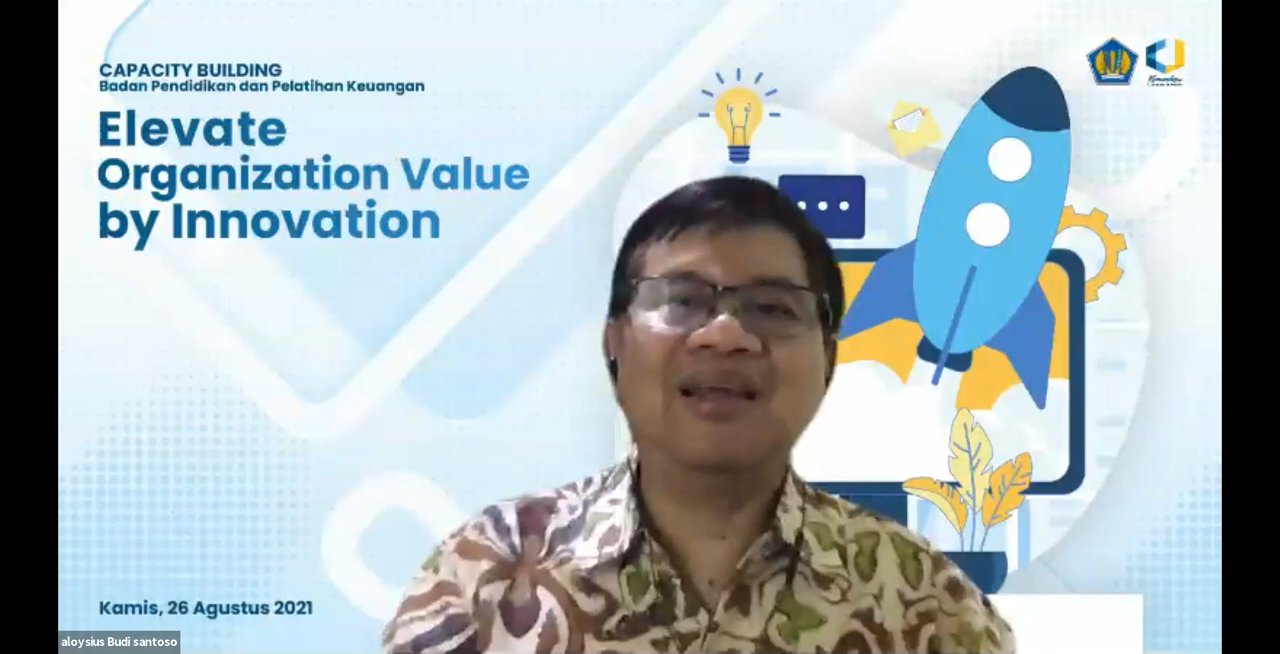 CAPACITY BUILDING
Badan Pendidikan dan Pelatihan Keuangan
Elevate
Organization Value
by Innovation
Kamis, 26 Agustus 2021
aloysius Budi santoso